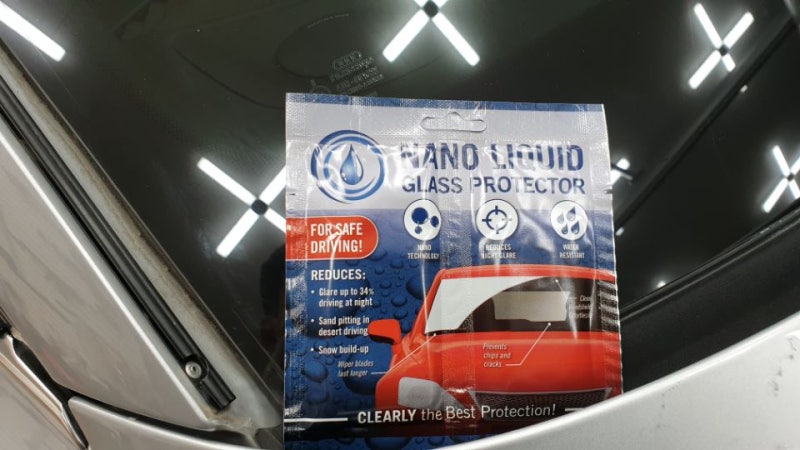 NANO LIQUID
GLASS PROTECTOR
FOR SAFE
DRIVING!
NANO
TECHNOLOGY
REDUCES
NIGHT GLARE
WATER
RESISTANT
REDUCES:
• Glare up to 34%
driving at night
• Sand pitting in
desert driving
• Snow build-up
Wiper blades
last longer
Prevents
chips and
cracks
CLEARLY the Best Protection!